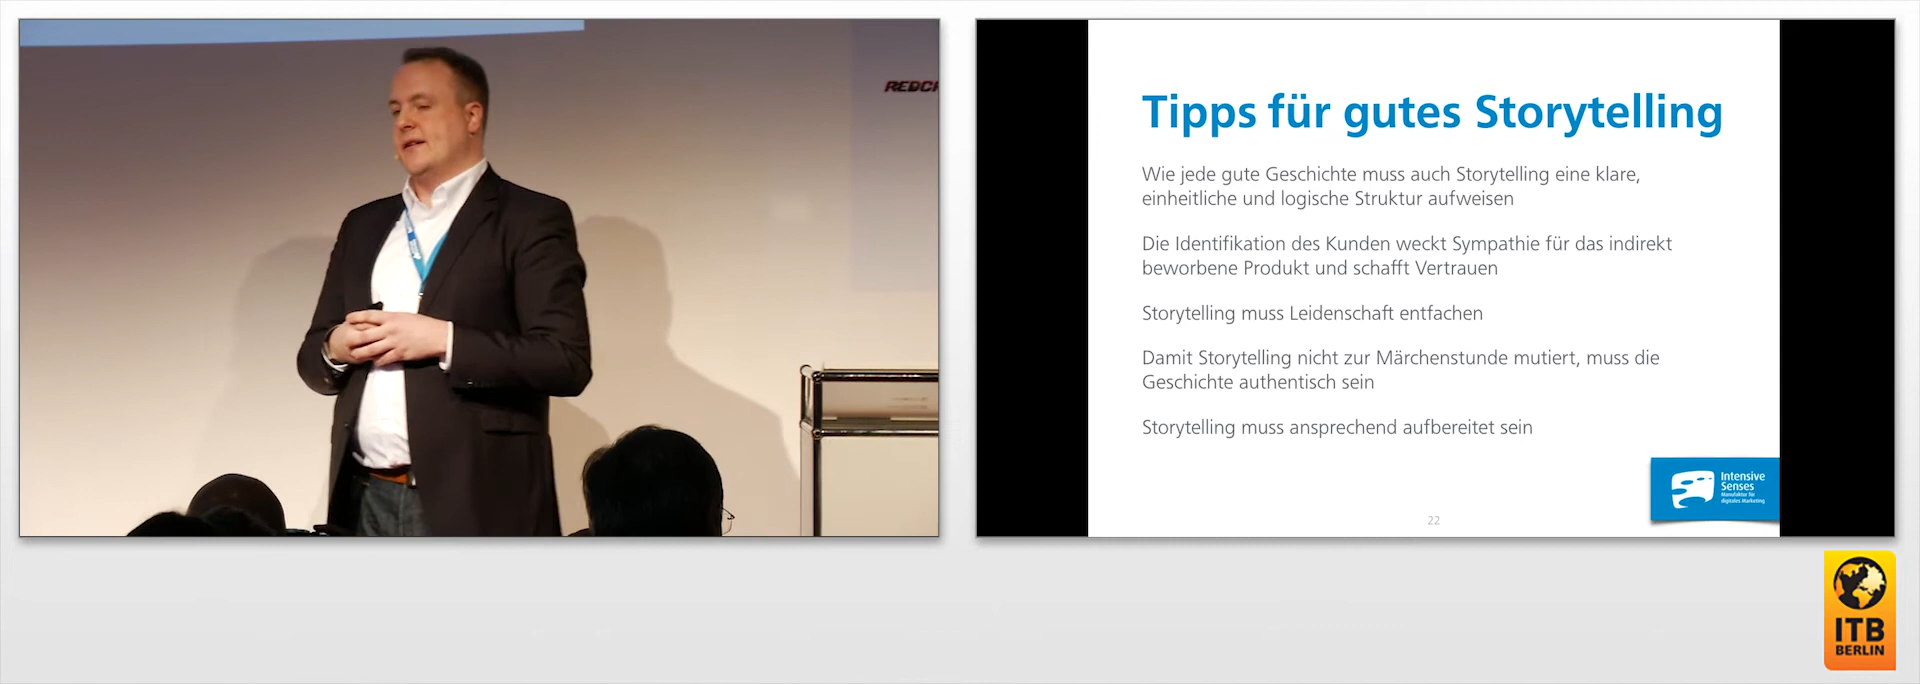 REDC
Tipps für gutes Storytelling
Wie jede gute Geschichte muss auch Storytelling eine klare,
einheitliche und logische Struktur aufweisen
Die Identifikation des Kunden weckt Sympathie für das indirekt
beworbene Produkt und schafft Vertrauen
Storytelling muss Leidenschaft entfachen
Damit Storytelling nicht zur Märchenstunde mutiert, muss die
Geschichte authentisch sein
Storytelling muss ansprechend aufbereitet sein
Intensive
Senses
Manufaktur für
digitales Marketing
22
ITB
BERLIN